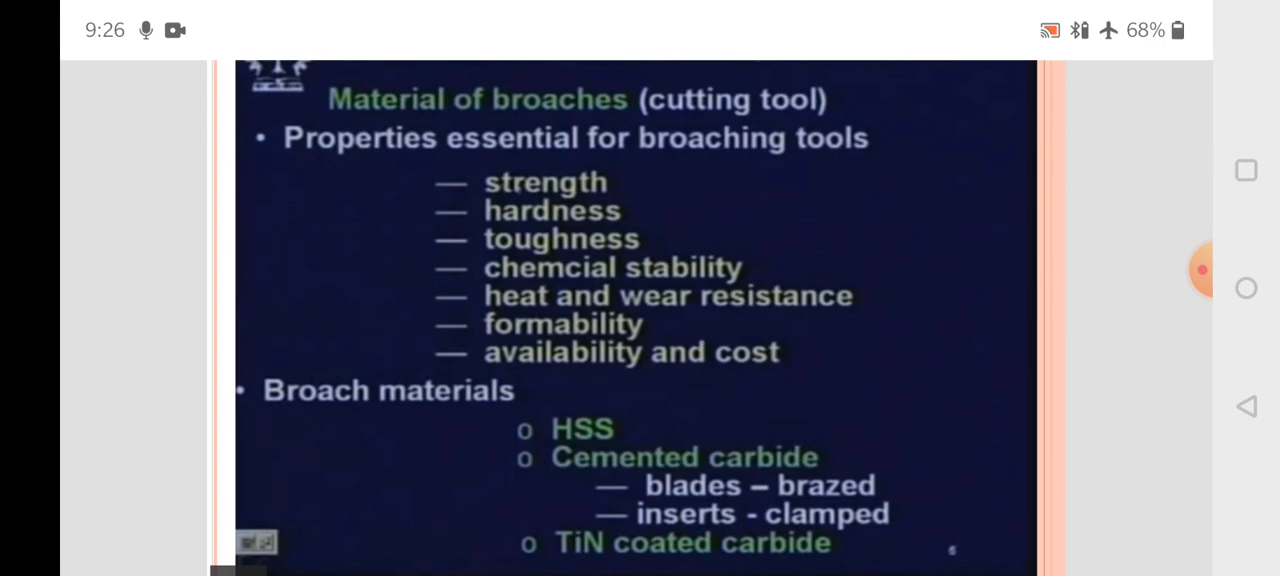 9:26 68%
Material of broaches (cutting tool)
• Properties essential for broaching tools
— strength
— hardness
— toughness
— chemcial stability
— heat and wear resistance
— formability
— availability and cost
• Broach materials
o HSS
o Cemented carbide
— blades – brazed
— inserts - clamped
o TiN coated carbide